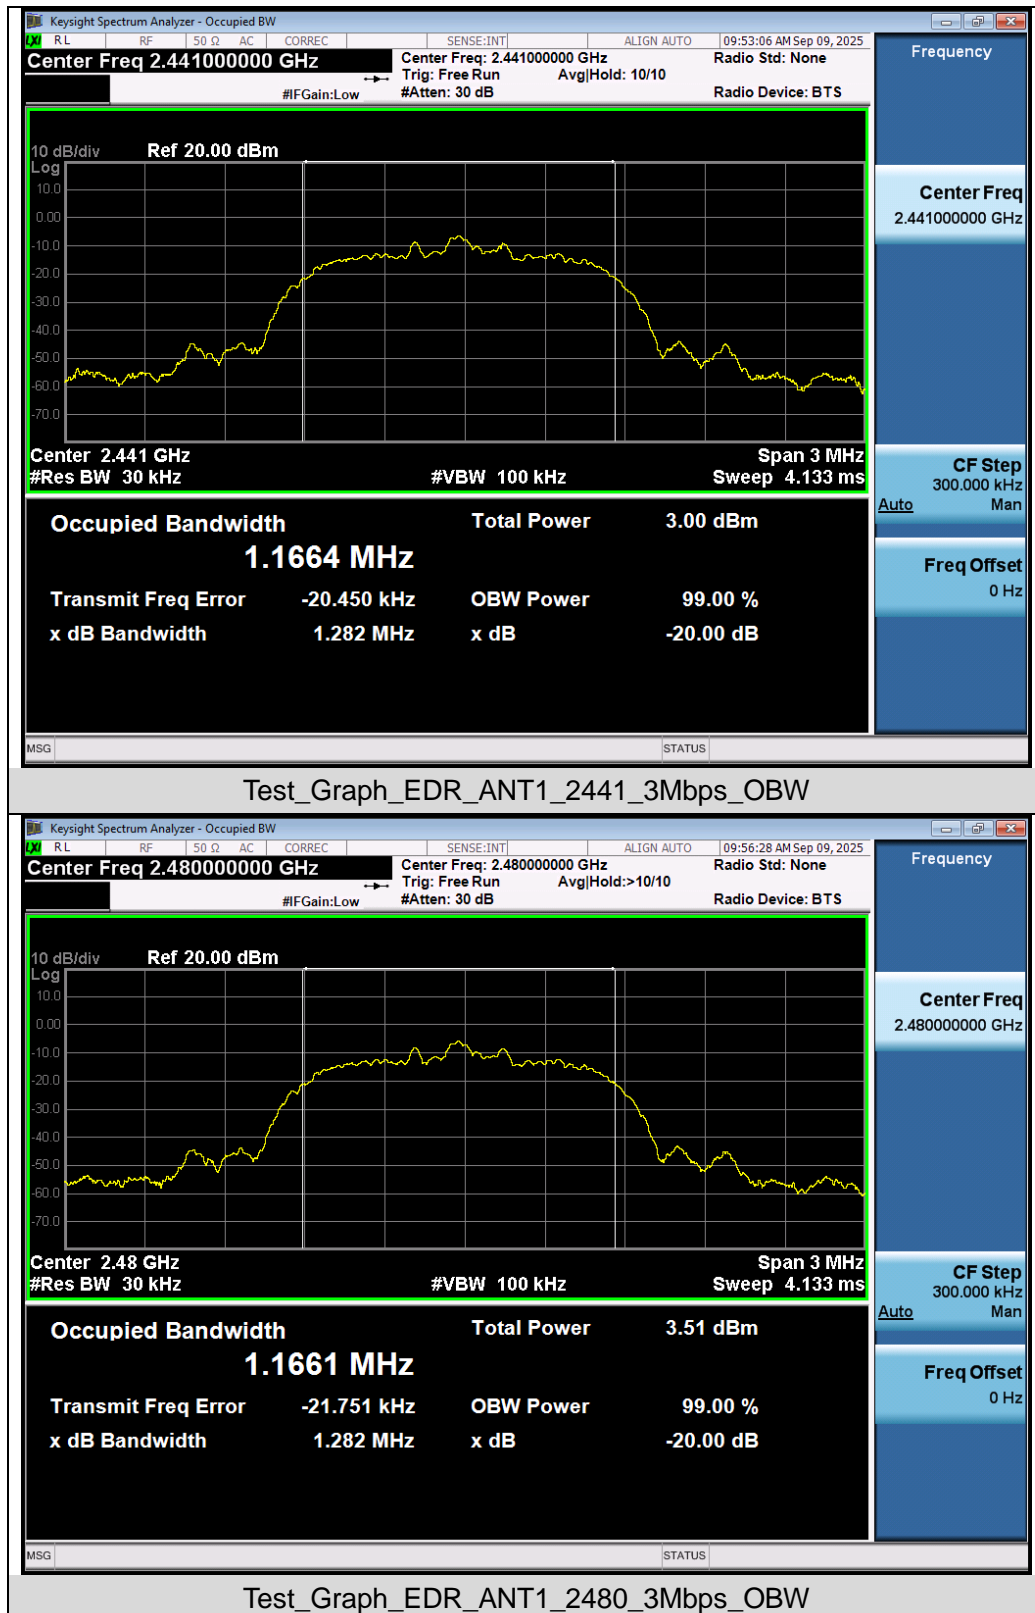 Keysight Spectrum Analyzer - Occupied BW
LXI RL RF 50 Ω AC CORREC SENSE:INT ALIGN AUTO 09:53:06 AM Sep 09, 2025
Center Freq 2.441000000 GHz Center Freq: 2.441000000 GHz Radio Std: None Frequency
Trig: Free Run Avg|Hold: 10/10
#IFGain:Low #Atten: 30 dB Radio Device: BTS
10 dB/div Ref 20.00 dBm
Log
10.0
0.00
-10.0
-20.0
-30.0
-40.0
-50.0
-60.0
-70.0
Center Freq
2.441000000 GHz
Center 2.441 GHz Span 3 MHz
#Res BW 30 kHz #VBW 100 kHz Sweep 4.133 ms
CF Step
300.000 kHz
Auto Man
Occupied Bandwidth Total Power 3.00 dBm
1.1664 MHz
Freq Offset
0 Hz
Transmit Freq Error -20.450 kHz OBW Power 99.00 %
x dB Bandwidth 1.282 MHz x dB -20.00 dB
MSG STATUS
Test_Graph_EDR_ANT1_2441_3Mbps_OBW
Keysight Spectrum Analyzer - Occupied BW
LXI RL RF 50 Ω AC CORREC SENSE:INT ALIGN AUTO 09:56:28 AM Sep 09, 2025
Center Freq 2.480000000 GHz Center Freq: 2.480000000 GHz Radio Std: None Frequency
Trig: Free Run Avg|Hold:>10/10
#IFGain:Low #Atten: 30 dB Radio Device: BTS
10 dB/div Ref 20.00 dBm
Log
10.0
0.00
-10.0
-20.0
-30.0
-40.0
-50.0
-60.0
-70.0
Center Freq
2.480000000 GHz
Center 2.48 GHz Span 3 MHz
#Res BW 30 kHz #VBW 100 kHz Sweep 4.133 ms
CF Step
300.000 kHz
Auto Man
Occupied Bandwidth Total Power 3.51 dBm
1.1661 MHz
Freq Offset
0 Hz
Transmit Freq Error -21.751 kHz OBW Power 99.00 %
x dB Bandwidth 1.282 MHz x dB -20.00 dB
MSG STATUS
Test_Graph_EDR_ANT1_2480_3Mbps_OBW